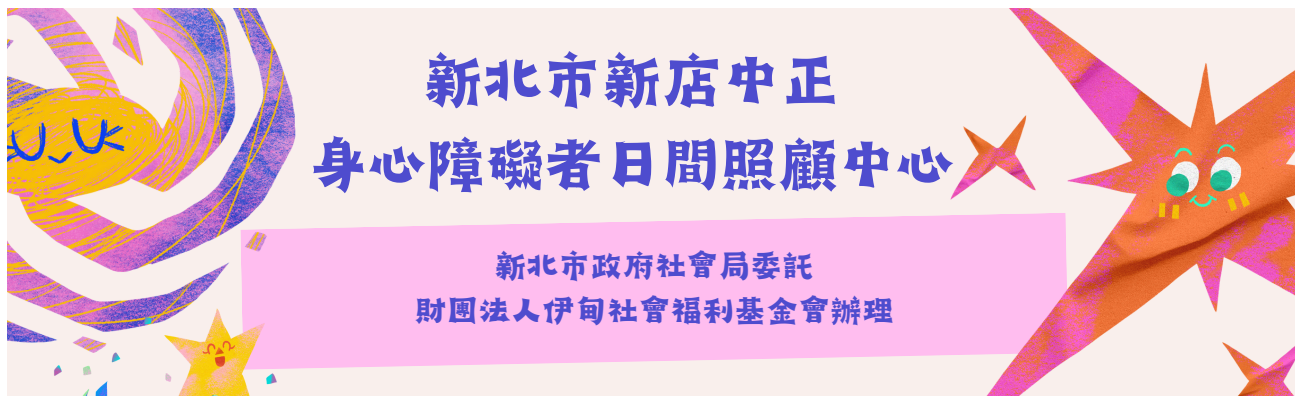 新北市新店中正
身心障礙者日間照顧中心
新北市政府社會局委託
財團法人伊甸社會福利基金會辦理